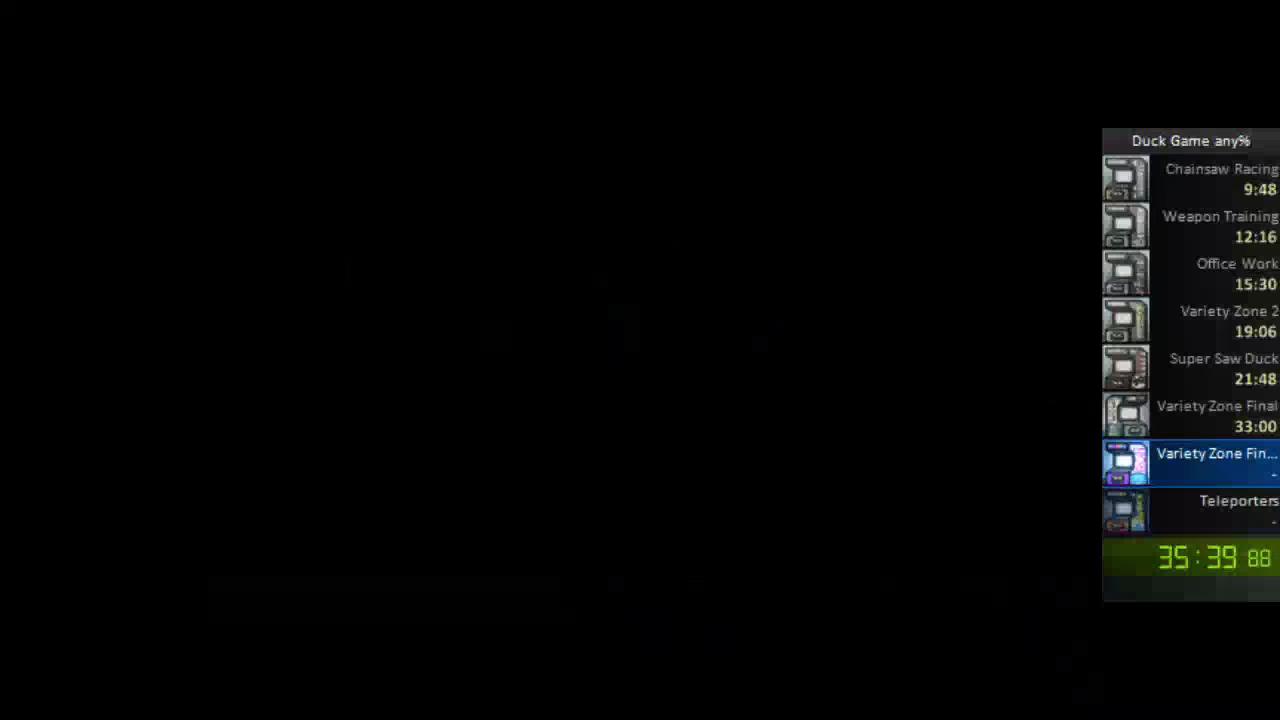 Duck Game any%
Chainsaw Racing
9:48
Weapon Training
12:16
Office Work
15:30
Variety Zone 2
19:06
Super Saw Duck
21:48
Variety Zone Final
33:00
Variety Zone Fin...
-
Teleporters
-
35:39 88